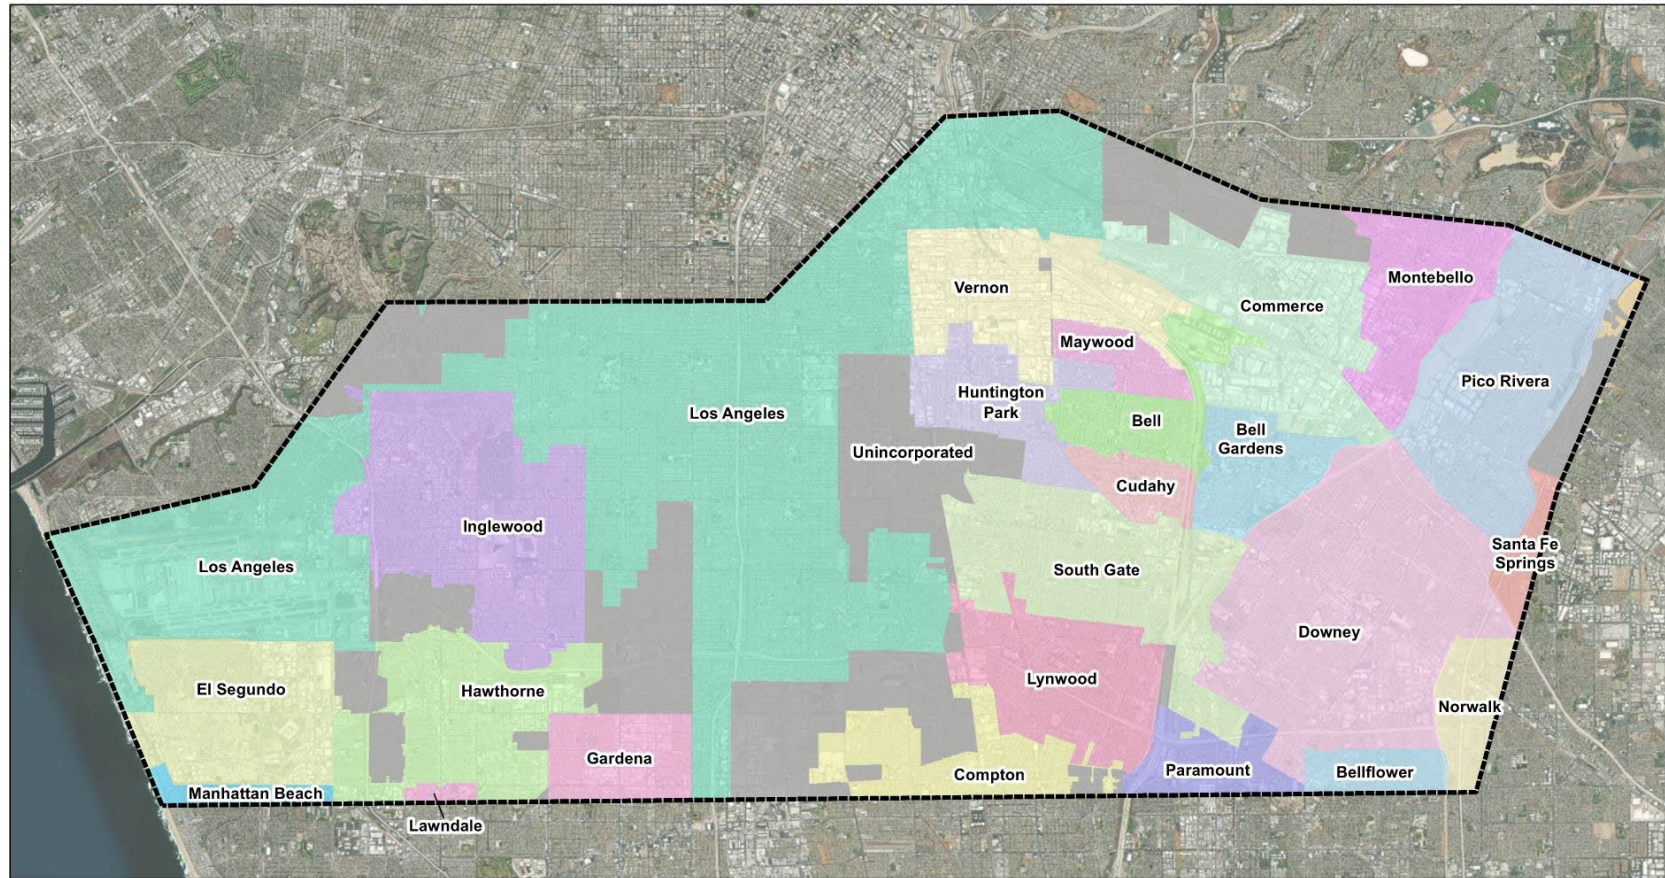 Vernon
Montebello
Commerce
Maywood
Pico Rivera
Huntington
Park
Los Angeles
Bell
Bell
Gardens
Unincorporated
Cudahy
Inglewood
Santa Fe
Springs
Los Angeles
South Gate
Downey
El Segundo
Hawthorne
Lynwood
Norwalk
Gardena
Compton
Paramount
Bellflower
Manhattan Beach
Lawndale